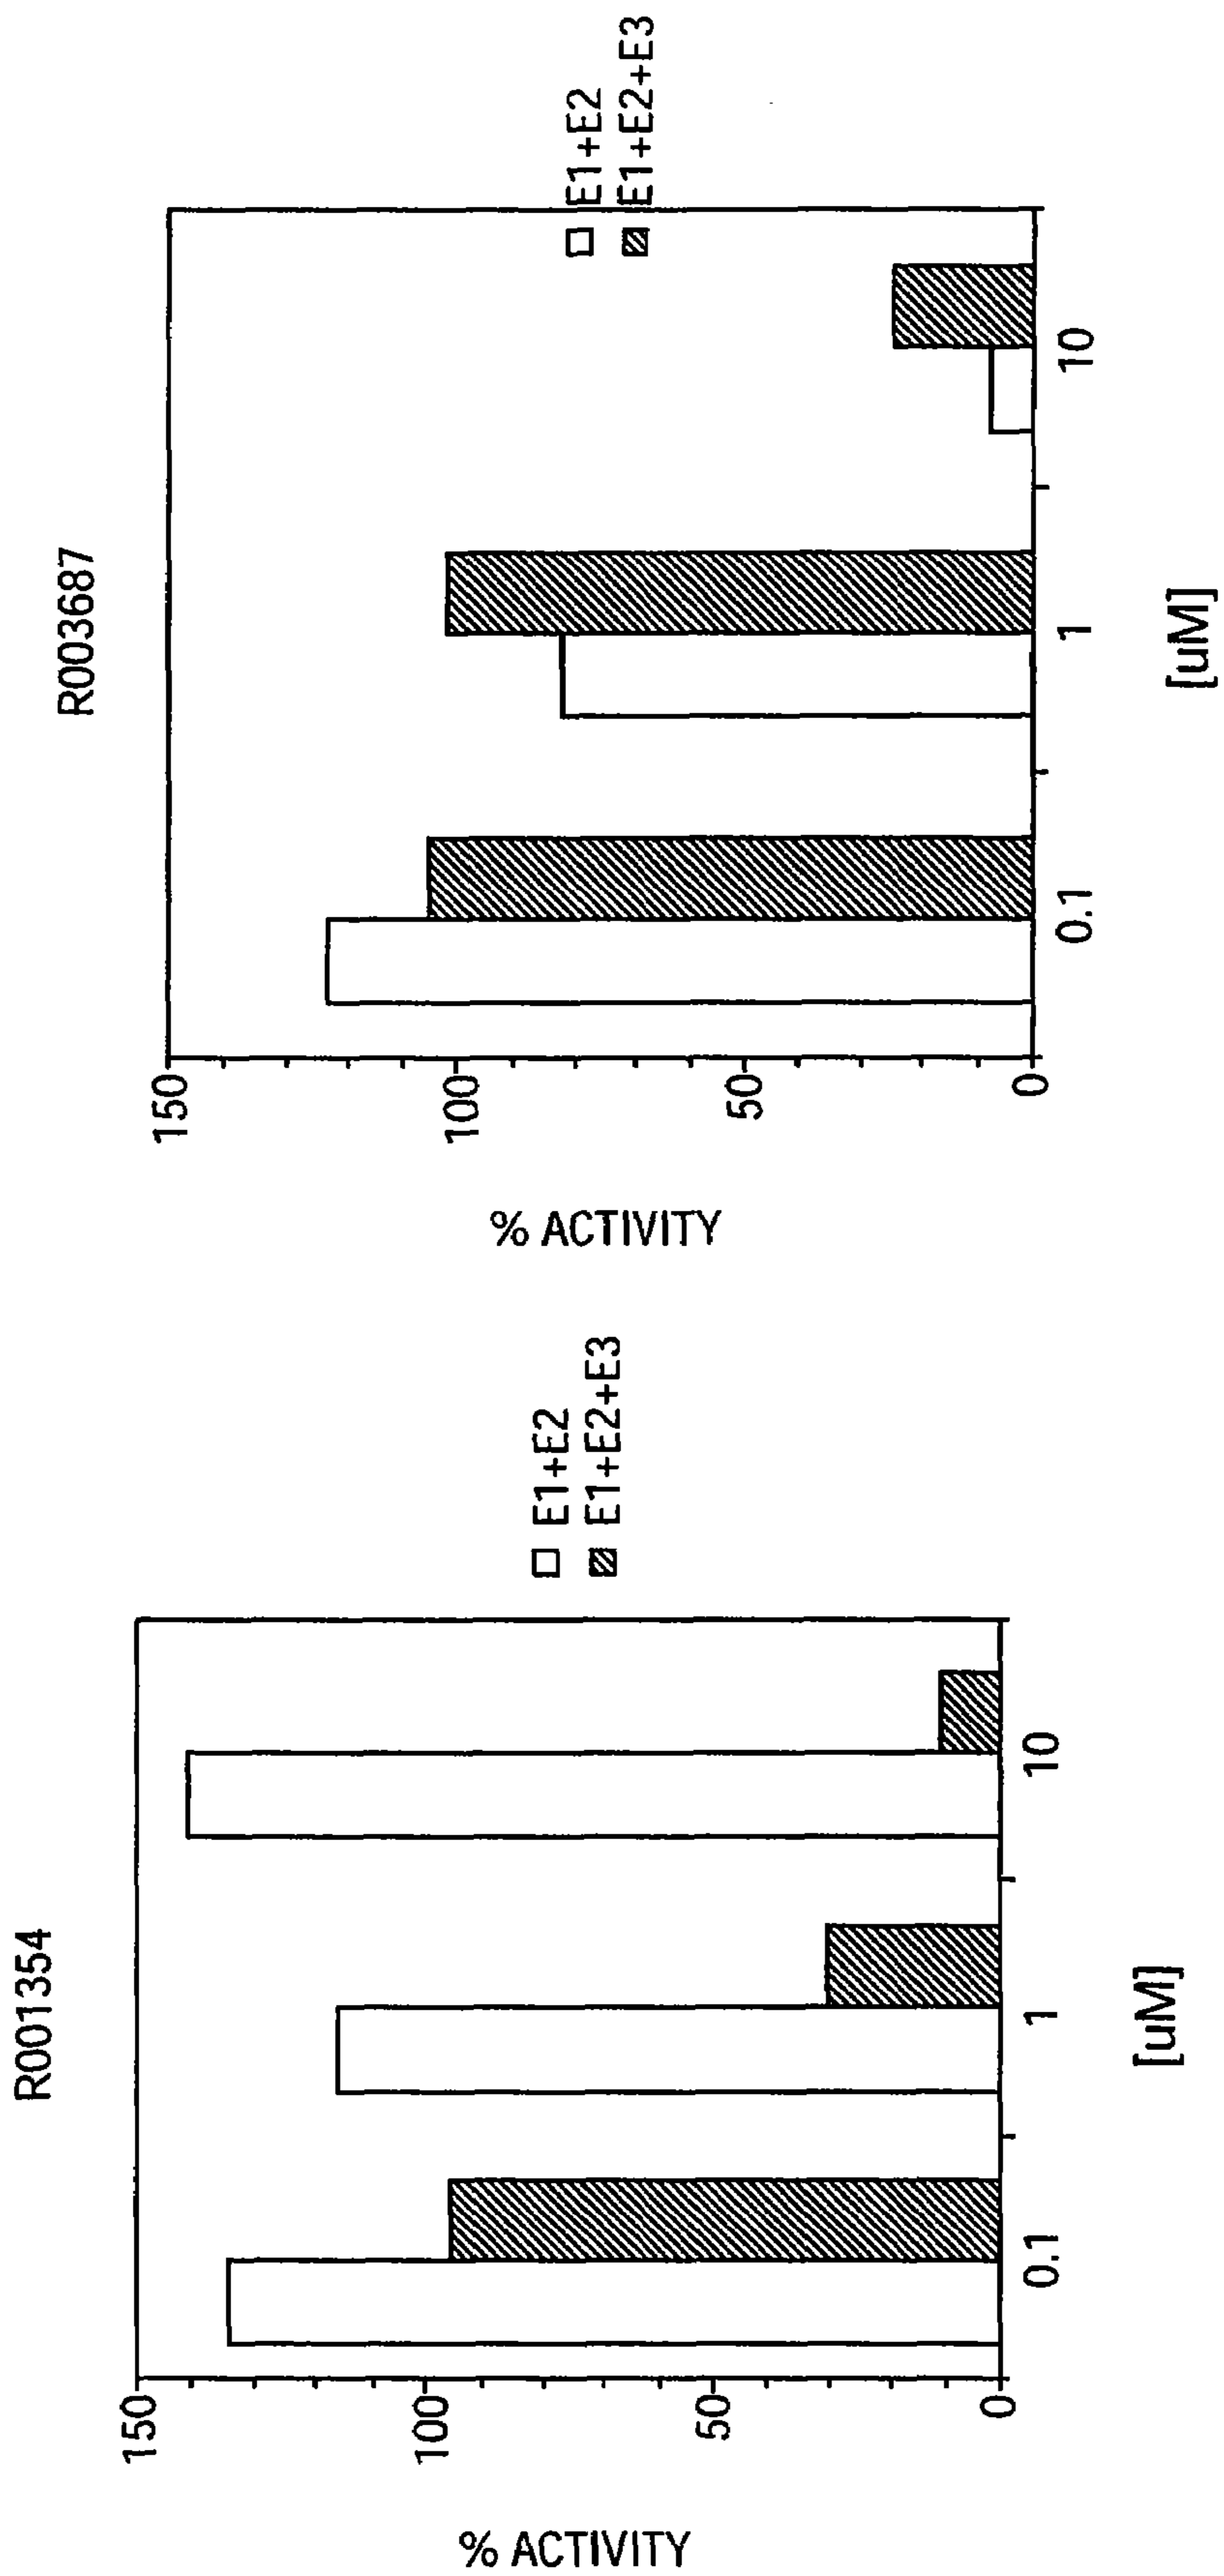 R001354
% ACTIVITY
150
100
50
0
0.1
1
10
[uM]
E1+E2
E1+E2+E3
R003687
% ACTIVITY
150
100
50
0
0.1
1
10
[uM]
E1+E2
E1+E2+E3